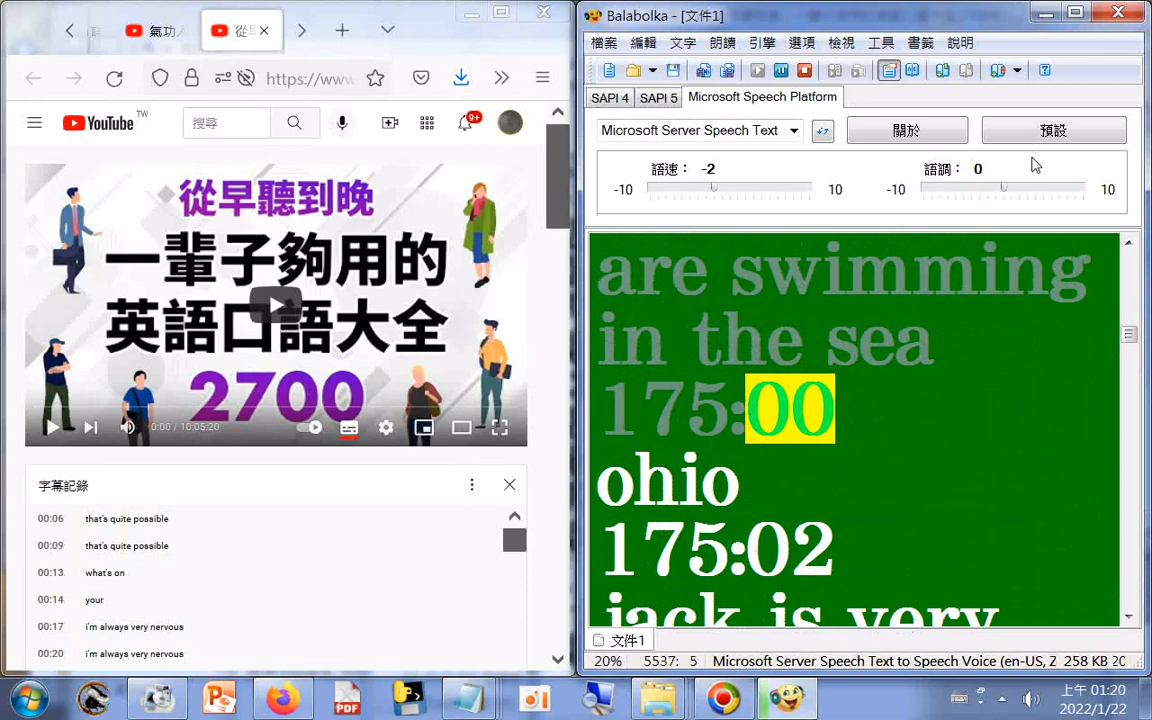 氣功
從
https://www
YouTube TW
搜尋
9+
從早聽到晚
一輩子夠用的
英語口語大全
2700
0:00 / 10:05:20
字幕記錄
00:06 that's quite possible
00:09 that's quite possible
00:13 what's on
00:14 your
00:17 i'm always very nervous
00:20 i'm always very nervous
Balabolka - [文件1]
檔案 編輯 文字 朗讀 引擎 選項 檢視 工具 書籤 說明
SAPI 4 SAPI 5 Microsoft Speech Platform
Microsoft Server Speech Text 關於 預設
語速： -2 語調： 0
-10 10 -10 10
are swimming
in the sea
175:00
ohio
175:02
jack is very
文件1
20% 5537: 5 Microsoft Server Speech Text to Speech Voice (en-US, Z 258 KB
PDF
上午 01:20
2022/1/22